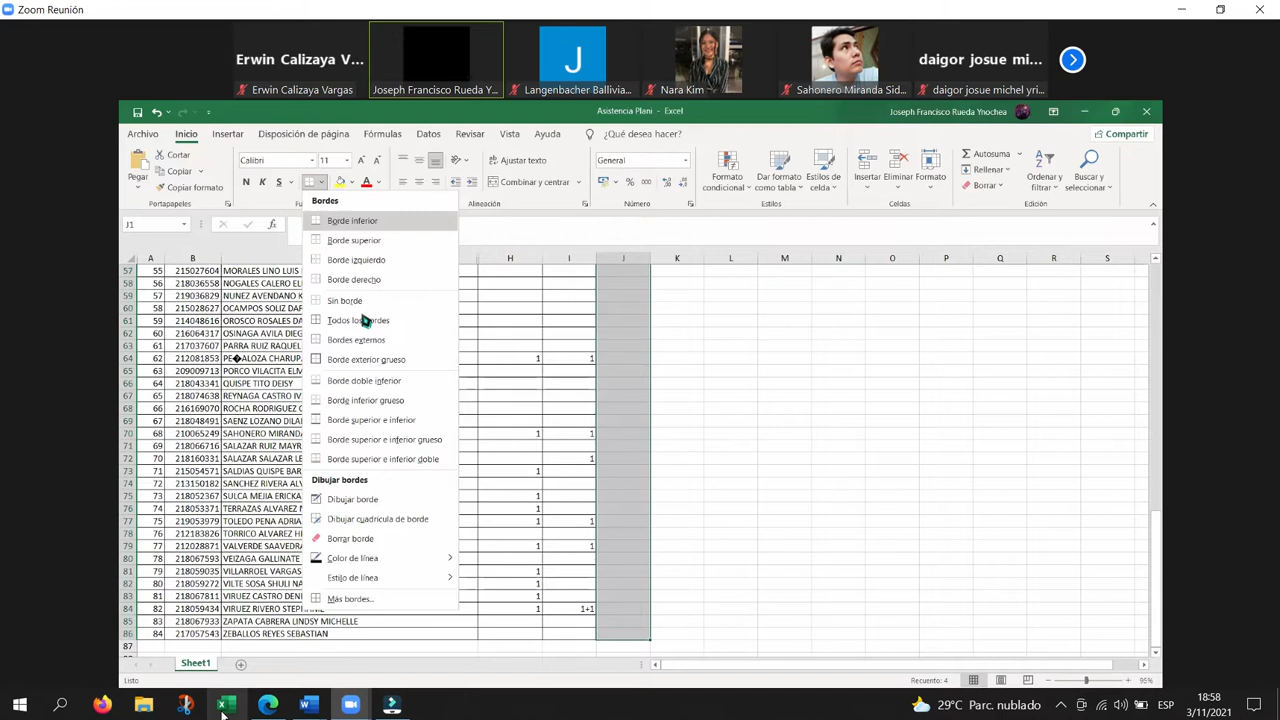 Zoom Reunión
Erwin Calizaya V...
Erwin Calizaya Vargas
Joseph Francisco Rueda Y...
J
Langenbacher Ballivia...
Nara Kim
Sahonero Miranda Sid...
daigor josue mi...
daigor josue michel yri...
Asistencia Plani - Excel
Joseph Francisco Rueda Ynochea
Archivo Inicio Insertar Disposición de página Fórmulas Datos Revisar Vista Ayuda ¿Qué desea hacer? Compartir
Pegar
Cortar
Copiar
Copiar formato
Portapapeles
Calibri 11
N K S
Ajustar texto
Combinar y centrar
Alineación
General
% 000
Número
Formato condicional
Dar formato como tabla
Estilos de celda
Estilos
Insertar Eliminar Formato
Celdas
Autosuma
Rellenar
Borrar
Ordenar y filtrar
Buscar y seleccionar
Edición
J1
fx
Bordes
Borde inferior
Borde superior
Borde izquierdo
Borde derecho
Sin borde
Todos los bordes
Bordes externos
Borde exterior grueso
Borde doble inferior
Borde inferior grueso
Borde superior e inferior
Borde superior e inferior grueso
Borde superior e inferior doble
Dibujar bordes
Dibujar borde
Dibujar cuadrícula de borde
Borrar borde
Color de línea
Estilo de línea
Más bordes...
A B H I J K L M N O P Q R S
57 55 215027604 MORALES LINO LUIS
58 56 218036558 NOGALES CALERO EL
59 57 219036829 NUNEZ AVENDANO K
60 58 215028627 OCAMPOS SOLIZ DAF
61 59 214048616 OROSCO ROSALES DA
62 60 216064317 OSINAGA AVILA DIEG
63 61 217037607 PARRA RUIZ RAQUEL
64 62 212081853 PE�ALOZA CHARUP 1 1
65 63 209009713 PORCO VILACITA ELM
66 64 218043341 QUISPE TITO DEISY
67 65 218074638 REYNAGA CASTRO IV
68 66 216169070 ROCHA RODRIGUEZ
69 67 218048491 SAENZ LOZANO DILA
70 68 210065249 SAHONERO MIRANDA 1 1
71 69 218066716 SALAZAR RUIZ MAYR
72 70 218160331 SALAZAR SALAZAR LE 1
73 71 215054571 SALDIAS QUISPE BAR 1
74 72 213150182 SANCHEZ RIVERA ALV
75 73 218052367 SULCA MEJIA ERICKA 1
76 74 218053371 TERRAZAS ROMERO 1
77 75 219053979 TOLEDO PENA ADRIA 1 1
78 76 212183826 TORRICO ALVAREZ HE
79 77 212028871 VALVERDE SAAVEDRA 1 1
80 78 218067593 VEIZAGA GALLINATE
81 79 218059035 VILLARROEL VARGAS 1
82 80 218059272 VILTE SOSA SHULI NA 1
83 81 218067811 VIRUEZ CASTRO DEN 1
84 82 218059434 VIRUEZ RIVERO STEPHANIE 1 1+1
85 83 218067933 ZAPATA CABRERA LINDSY MICHELLE
86 84 217057543 ZEBALLOS REYES SEBASTIAN
87
Sheet1
Listo
Recuento: 4
95%
29°C Parc. nublado
ESP
18:58
3/11/2021